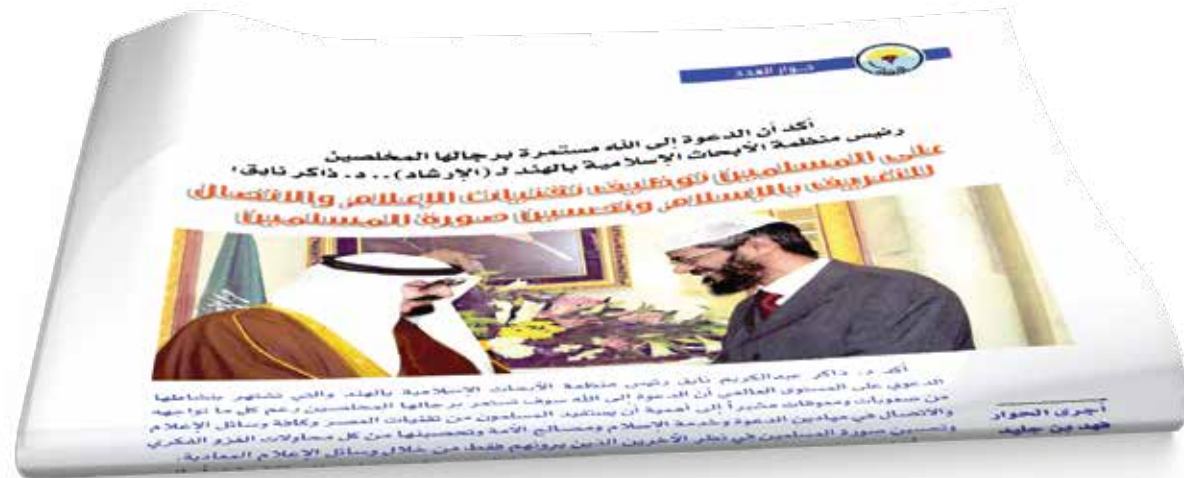 حـوار العـدد
أكد أن الدعوة إلى الله مستمرة برجالها المخلصين
رئيس منظمة الأبحاث الإسلامية بالهند لـ (الإرشاد).. د. ذاكر نايق:
على المسلمين توظيف تقنيات الإعلام والاتصال
للتعريف بالإسلام وتحسين صورة المسلمين
أكد د. ذاكر عبدالكريم نايق رئيس منظمة الأبحاث الإسلامية بالهند والتي تشتهر بنشاطها
الدعوي على المستوى العالمي أن الدعوة إلى الله سوف تستمر برجالها المخلصين رغم كل ما تواجهه
من صعوبات ومعوقات مشيراً إلى أهمية أن يستفيد المسلمون من تقنيات العصر وكافة وسائل الإعلام
والاتصال في ميادين الدعوة وخدمة الإسلام ومصالح الأمة وتحصينها من كل محاولات الغزو الفكري
وتحسين صورة المسلمين في نظر الآخرين الذين يرونهم فقط من خلال وسائل الإعلام المعادية.
أجرى الحوار
فهد بن جليد